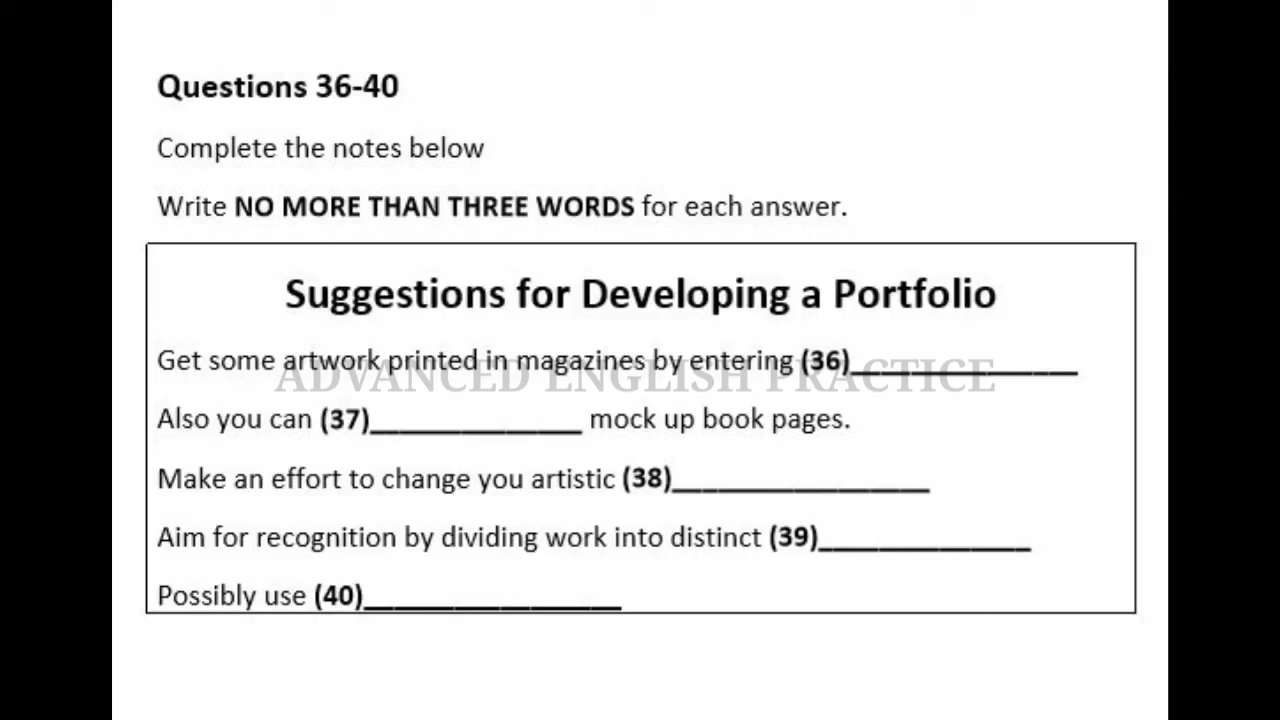 Questions 36-40
Complete the notes below
Write NO MORE THAN THREE WORDS for each answer.
Suggestions for Developing a Portfolio
Get some artwork printed in magazines by entering (36)_______________
ADVANCED ENGLISH PRACTICE
Also you can (37)______________ mock up book pages.
Make an effort to change you artistic (38)_________________
Aim for recognition by dividing work into distinct (39)______________
Possibly use (40)_________________